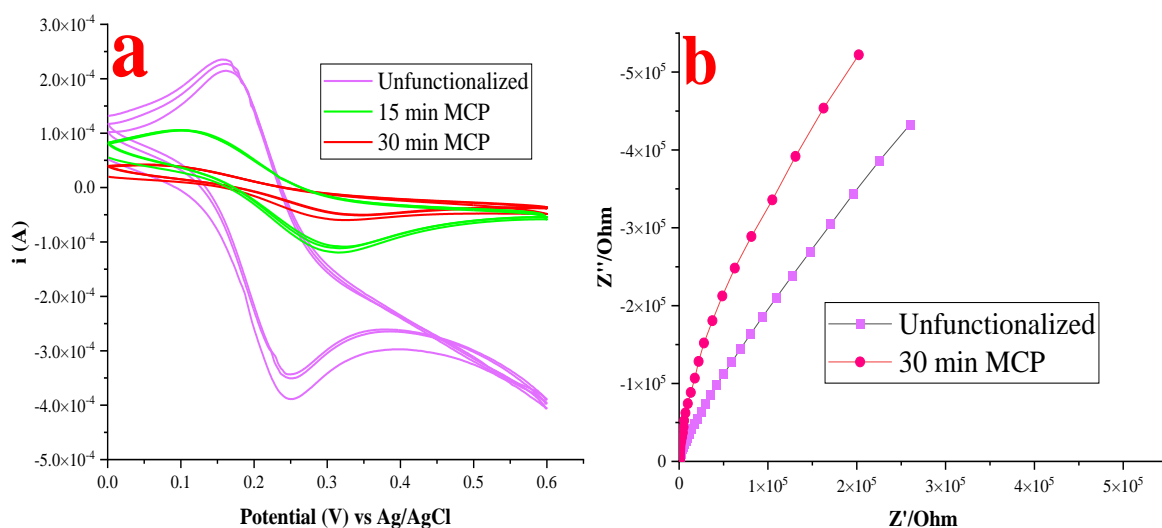 a
3.0×10⁻⁴
2.0×10⁻⁴
1.0×10⁻⁴
0.0
-1.0×10⁻⁴
-2.0×10⁻⁴
-3.0×10⁻⁴
-4.0×10⁻⁴
-5.0×10⁻⁴
i (A)
Unfunctionalized
15 min MCP
30 min MCP
0.0 0.1 0.2 0.3 0.4 0.5 0.6
Potential (V) vs Ag/AgCl
b
-5×10⁵
-4×10⁵
-3×10⁵
-2×10⁵
-1×10⁵
0
Z''/Ohm
Unfunctionalized
30 min MCP
0 1×10⁵ 2×10⁵ 3×10⁵ 4×10⁵ 5×10⁵
Z'/Ohm